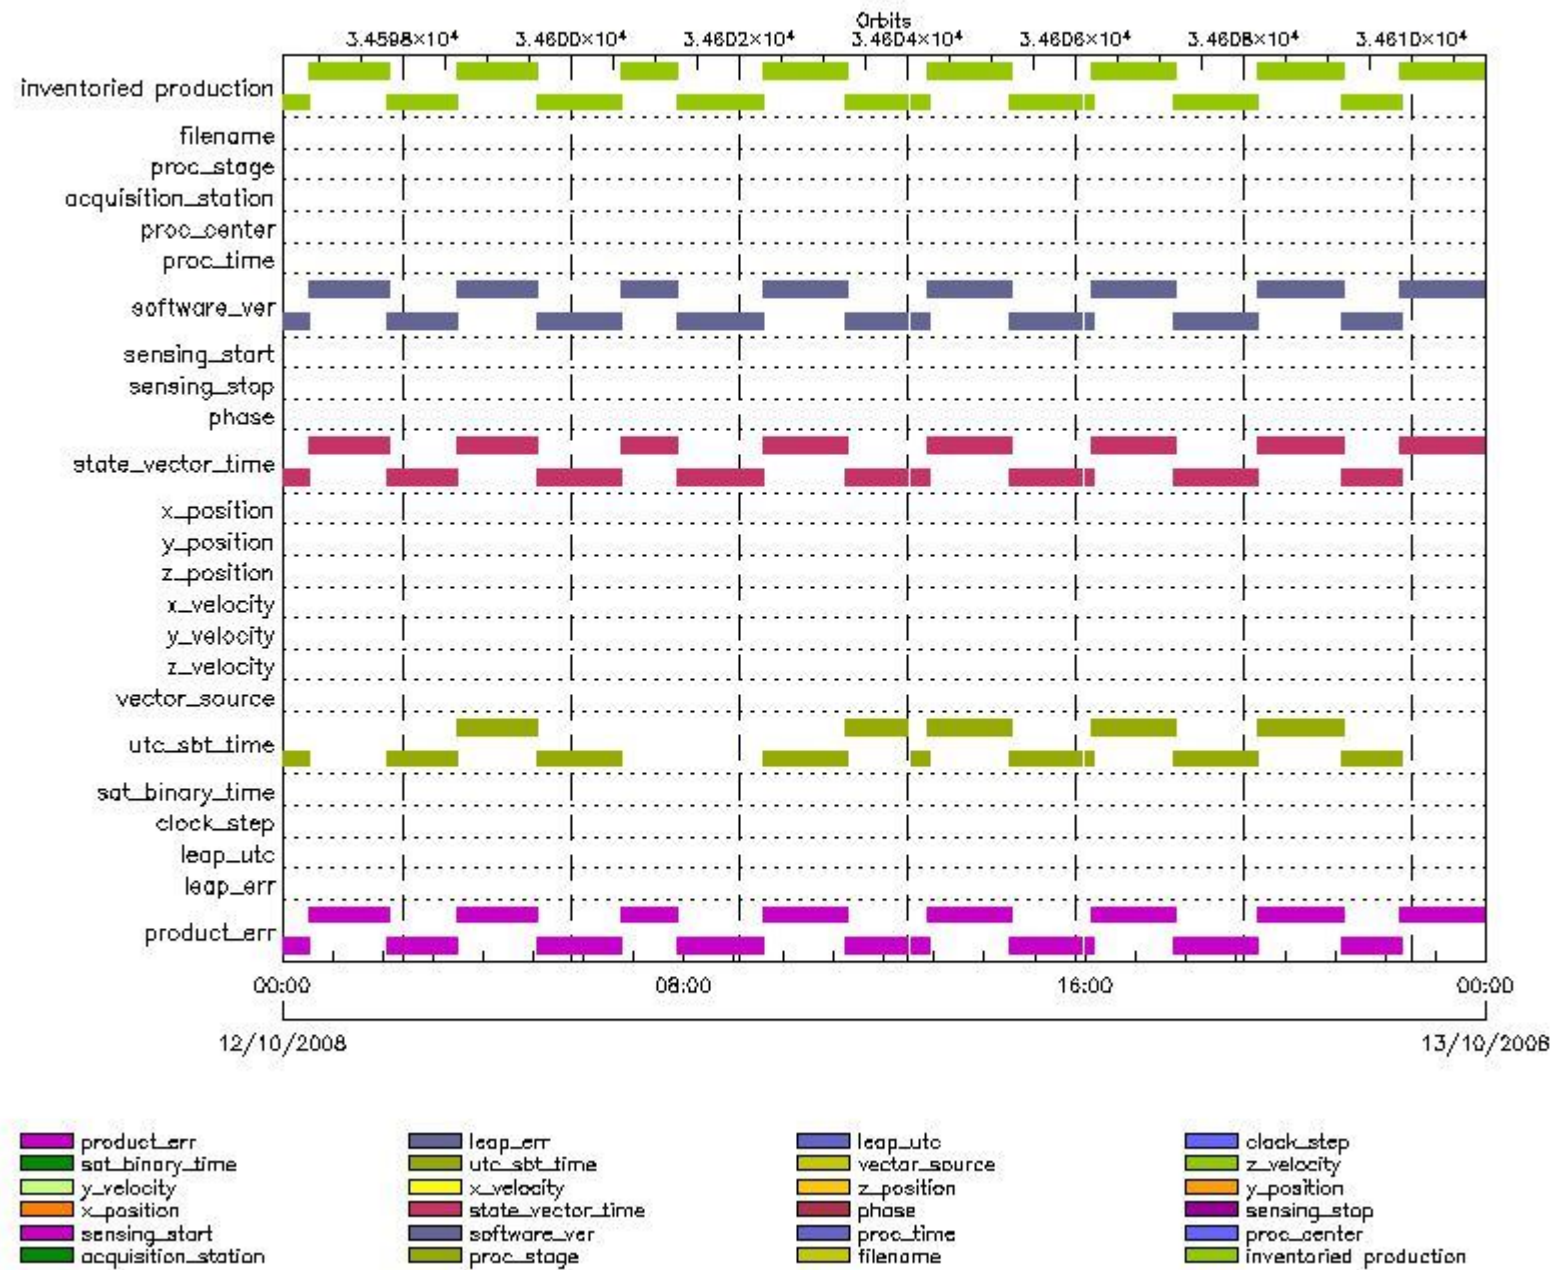 Orbits
3.4598×10⁴ 3.4600×10⁴ 3.4602×10⁴ 3.4604×10⁴ 3.4606×10⁴ 3.4608×10⁴ 3.4610×10⁴
inventoried production
filename
proc_stage
acquisition_station
proc_center
proc_time
software_ver
sensing_start
sensing_stop
phase
state_vector_time
x_position
y_position
z_position
x_velocity
y_velocity
z_velocity
vector_source
utc_sbt_time
sat_binary_time
clock_step
leap_utc
leap_err
product_err
00:00 08:00 16:00 00:00
12/10/2008 13/10/2008
product_err leap_err leap_utc clock_step
sat_binary_time utc_sbt_time vector_source z_velocity
y_velocity x_velocity z_position y_position
x_position state_vector_time phase sensing_stop
sensing_start software_ver proc_time proc_center
acquisition_station proc_stage filename inventoried production